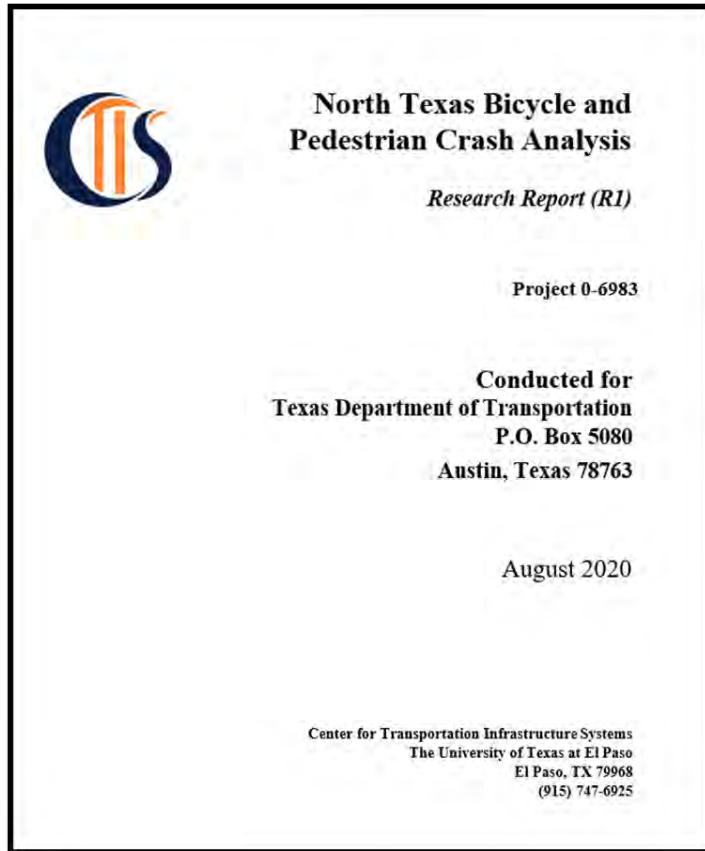 CTIS
North Texas Bicycle and
Pedestrian Crash Analysis
Research Report (R1)
Project 0-6983
Conducted for
Texas Department of Transportation
P.O. Box 5080
Austin, Texas 78763
August 2020
Center for Transportation Infrastructure Systems
The University of Texas at El Paso
El Paso, TX 79968
(915) 747-6925